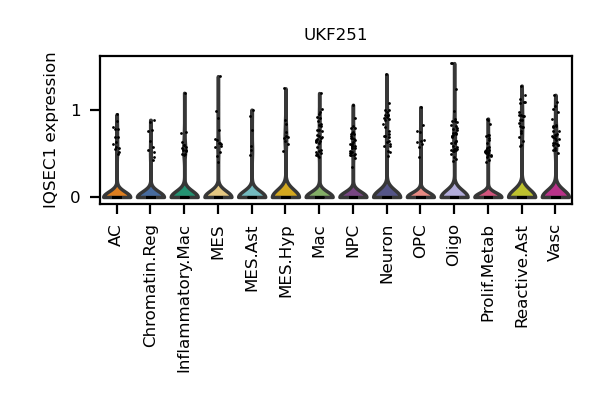 UKF251
IQSEC1 expression
1
0
AC
Chromatin.Reg
Inflammatory.Mac
MES
MES.Ast
MES.Hyp
Mac
NPC
Neuron
OPC
Oligo
Prolif.Metab
Reactive.Ast
Vasc